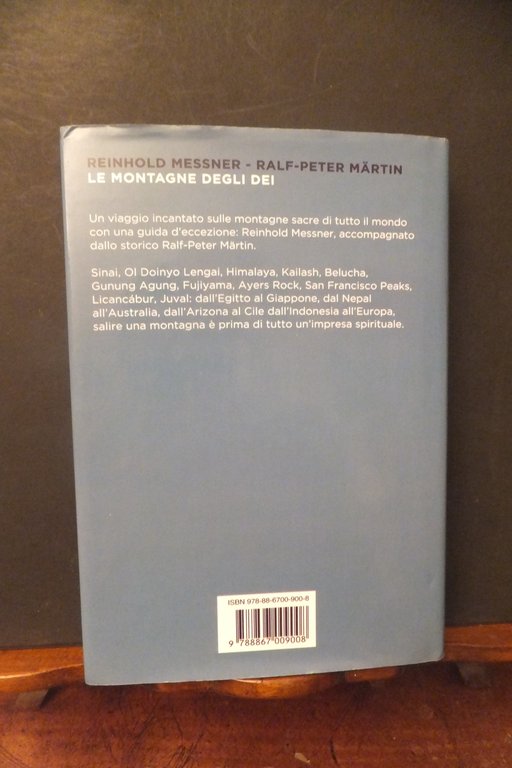 REINHOLD MESSNER - RALF-PETER MÄRTIN
LE MONTAGNE DEGLI DEI
Un viaggio incantato sulle montagne sacre di tutto il mondo
con una guida d'eccezione: Reinhold Messner, accompagnato
dallo storico Ralf-Peter Märtin.
Sinai, Ol Doinyo Lengai, Himalaya, Kailash, Belucha,
Gunung Agung, Fujiyama, Ayers Rock, San Francisco Peaks,
Licancábur, Juval: dall'Egitto al Giappone, dal Nepal
all'Australia, dall'Arizona al Cile dall'Indonesia all'Europa,
salire una montagna è prima di tutto un'impresa spirituale.
ISBN 978-88-6700-900-8
9 788867 009008